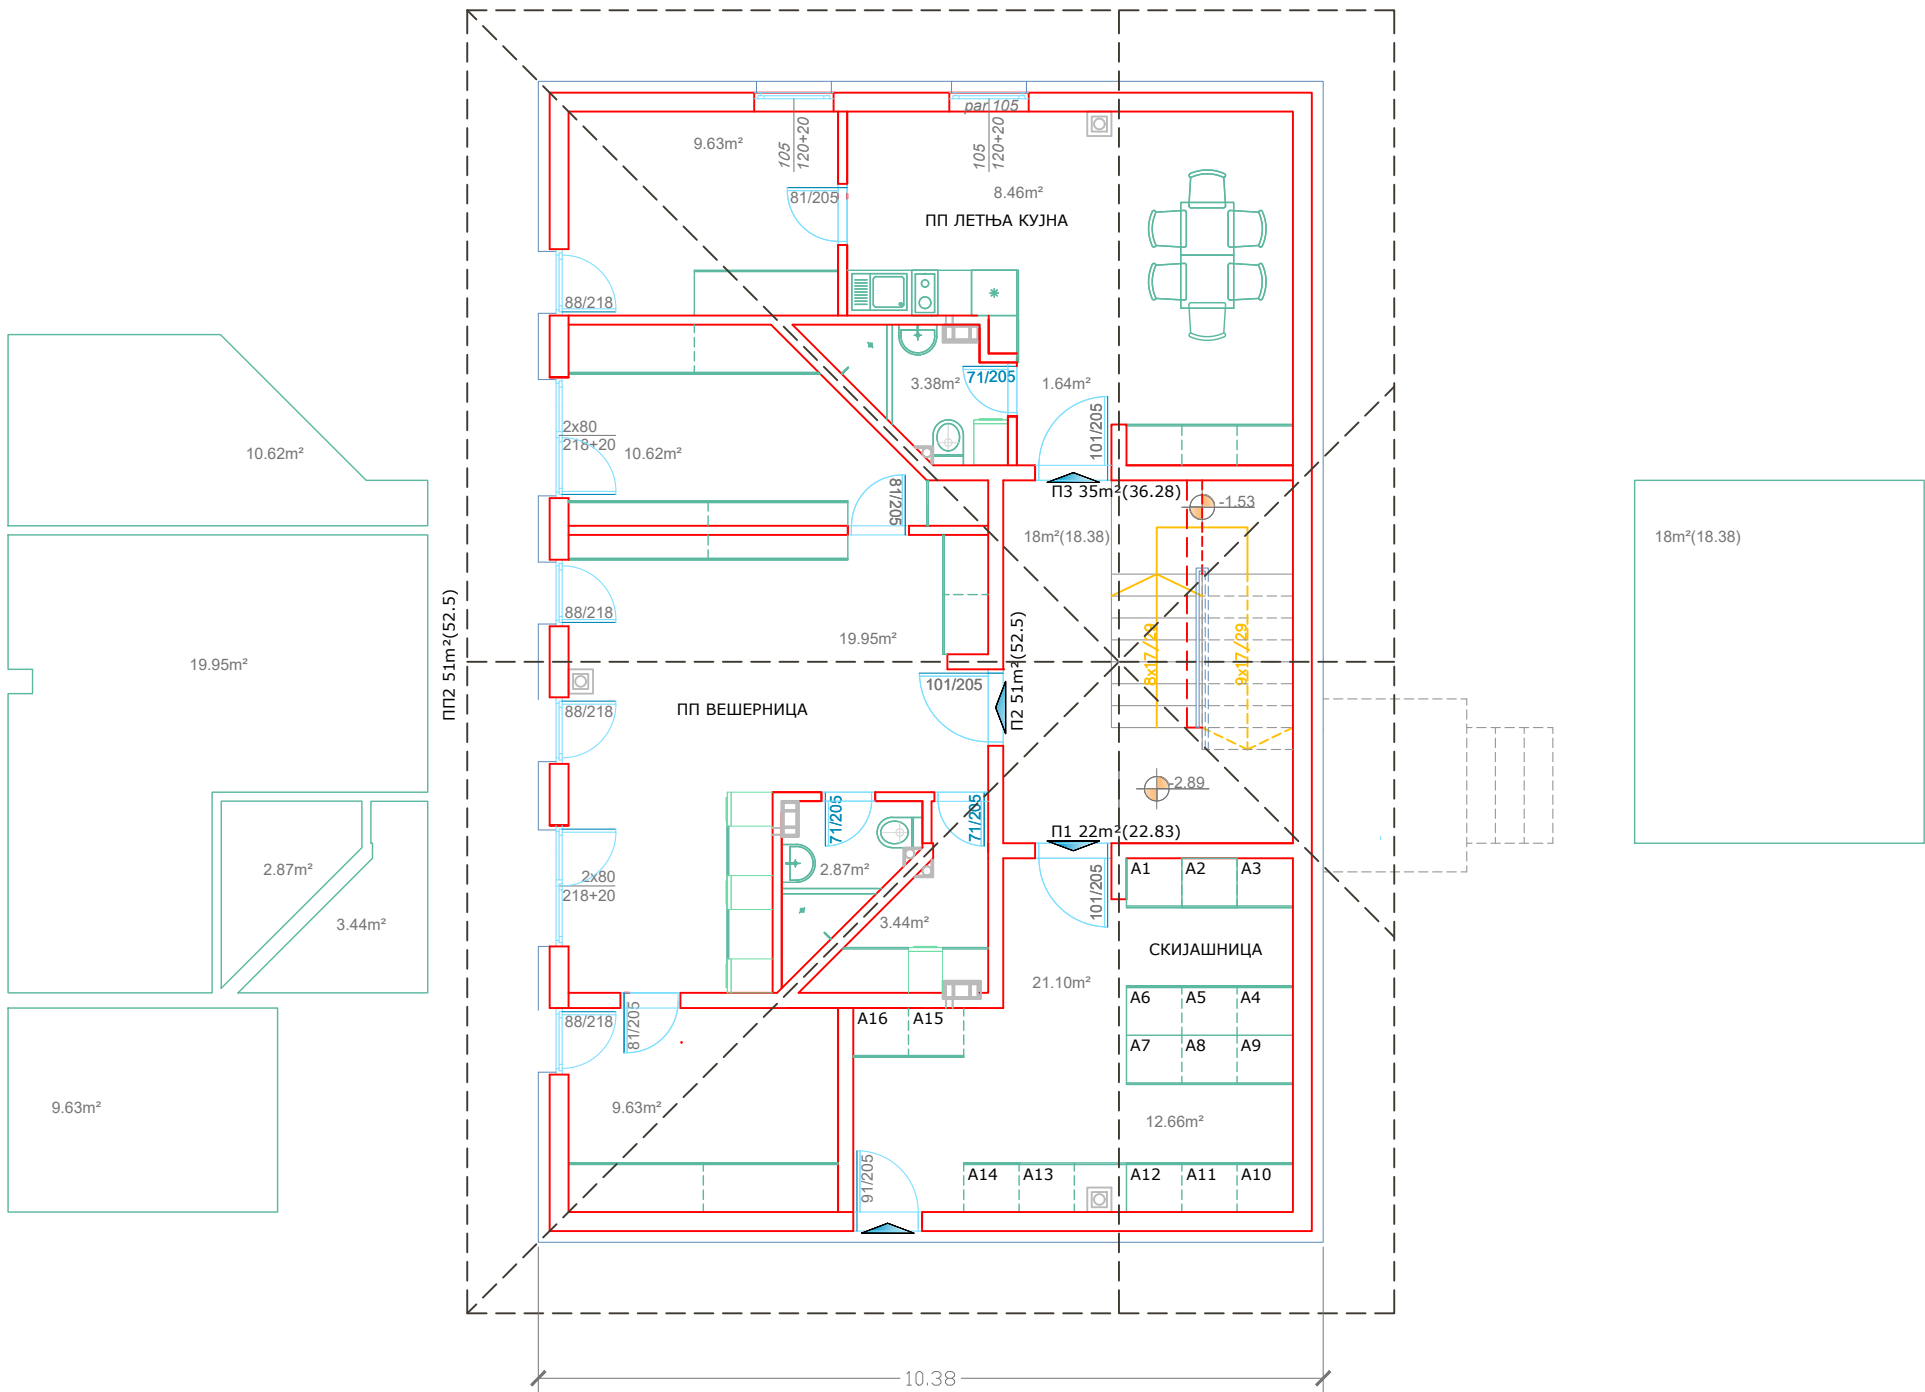 par 105
105
120+20
105
120+20
9.63m²
81/205
8.46m²
ПП ЛЕТЊА КУЈНА
88/218
3.38m²
71/205
1.64m²
101/205
2x80
218+20
10.62m²
10.62m²
81/205
П3 35m²(36.28)
-1.53
18m²(18.38)
18m²(18.38)
88/218
19.95m²
19.95m²
ПП2 51m²(52.5)
П2 51m²(52.5)
8x17/29
9x17/29
101/205
88/218
ПП ВЕШЕРНИЦА
-2.89
71/205
71/205
П1 22m²(22.83)
2.87m²
2.87m²
2x80
218+20
101/205
A1
A2
A3
3.44m²
3.44m²
СКИЈАШНИЦА
21.10m²
A6
A5
A4
88/218
81/205
A16
A15
A7
A8
A9
9.63m²
9.63m²
12.66m²
91/205
A14
A13
A12
A11
A10
10.38